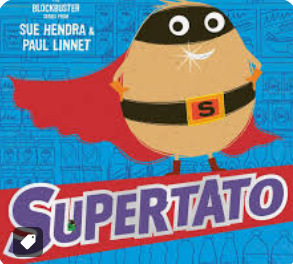 BLOCKBUSTER
SERIES FROM
SUE HENDRA &
PAUL LINNET
S
SUPERTATO